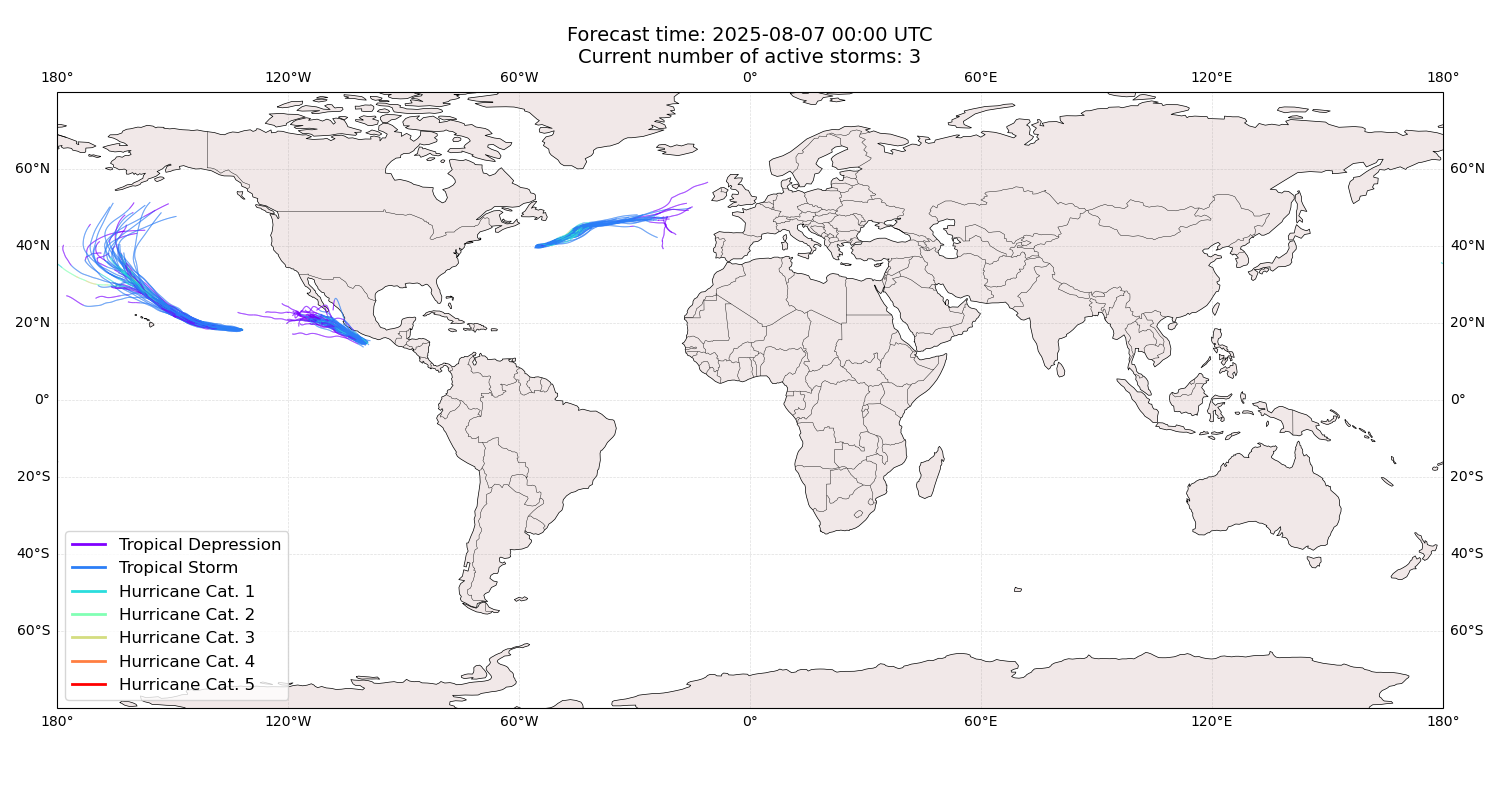 Forecast time: 2025-08-07 00:00 UTC
Current number of active storms: 3
180° 120°W 60°W 0° 60°E 120°E 180°
60°N 60°N
40°N 40°N
20°N 20°N
0° 0°
20°S 20°S
40°S 40°S
60°S 60°S
Tropical Depression
Tropical Storm
Hurricane Cat. 1
Hurricane Cat. 2
Hurricane Cat. 3
Hurricane Cat. 4
Hurricane Cat. 5
180° 120°W 60°W 0° 60°E 120°E 180°